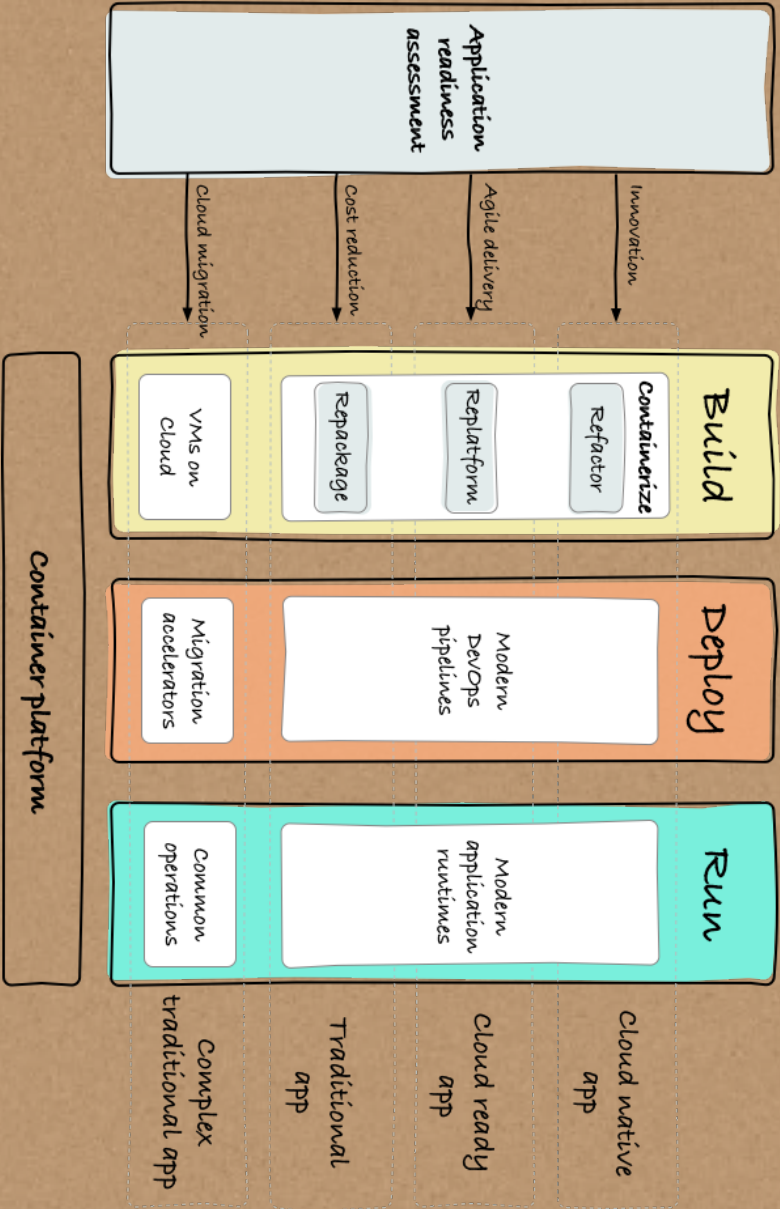 Application
readiness
assessment
Innovation
Agile delivery
Cost reduction
Cloud migration
Build
Containerize
Refactor
Replatform
Repackage
VMs on
Cloud
Deploy
Modern
DevOps
pipelines
Migration
accelerators
Run
Modern
application
runtimes
Common
operations
Cloud native
app
Cloud ready
app
Traditional
app
Complex
traditional app
Container platform